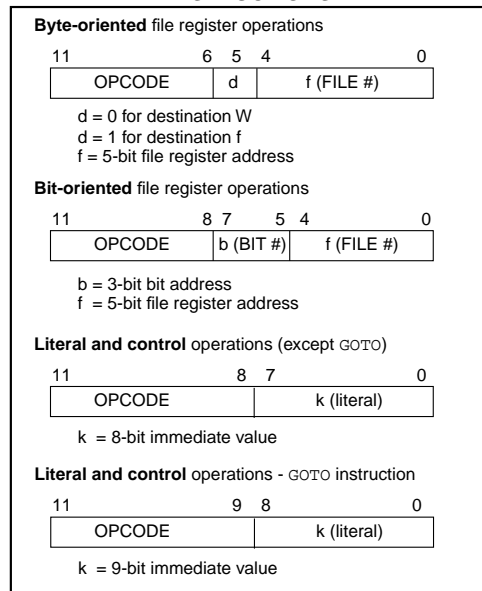 Byte-oriented file register operations
11 6 5 4 0
OPCODE d f (FILE #)
d = 0 for destination W
d = 1 for destination f
f = 5-bit file register address
Bit-oriented file register operations
11 8 7 5 4 0
OPCODE b (BIT #) f (FILE #)
b = 3-bit bit address
f = 5-bit file register address
Literal and control operations (except GOTO)
11 8 7 0
OPCODE k (literal)
k = 8-bit immediate value
Literal and control operations - GOTO instruction
11 9 8 0
OPCODE k (literal)
k = 9-bit immediate value